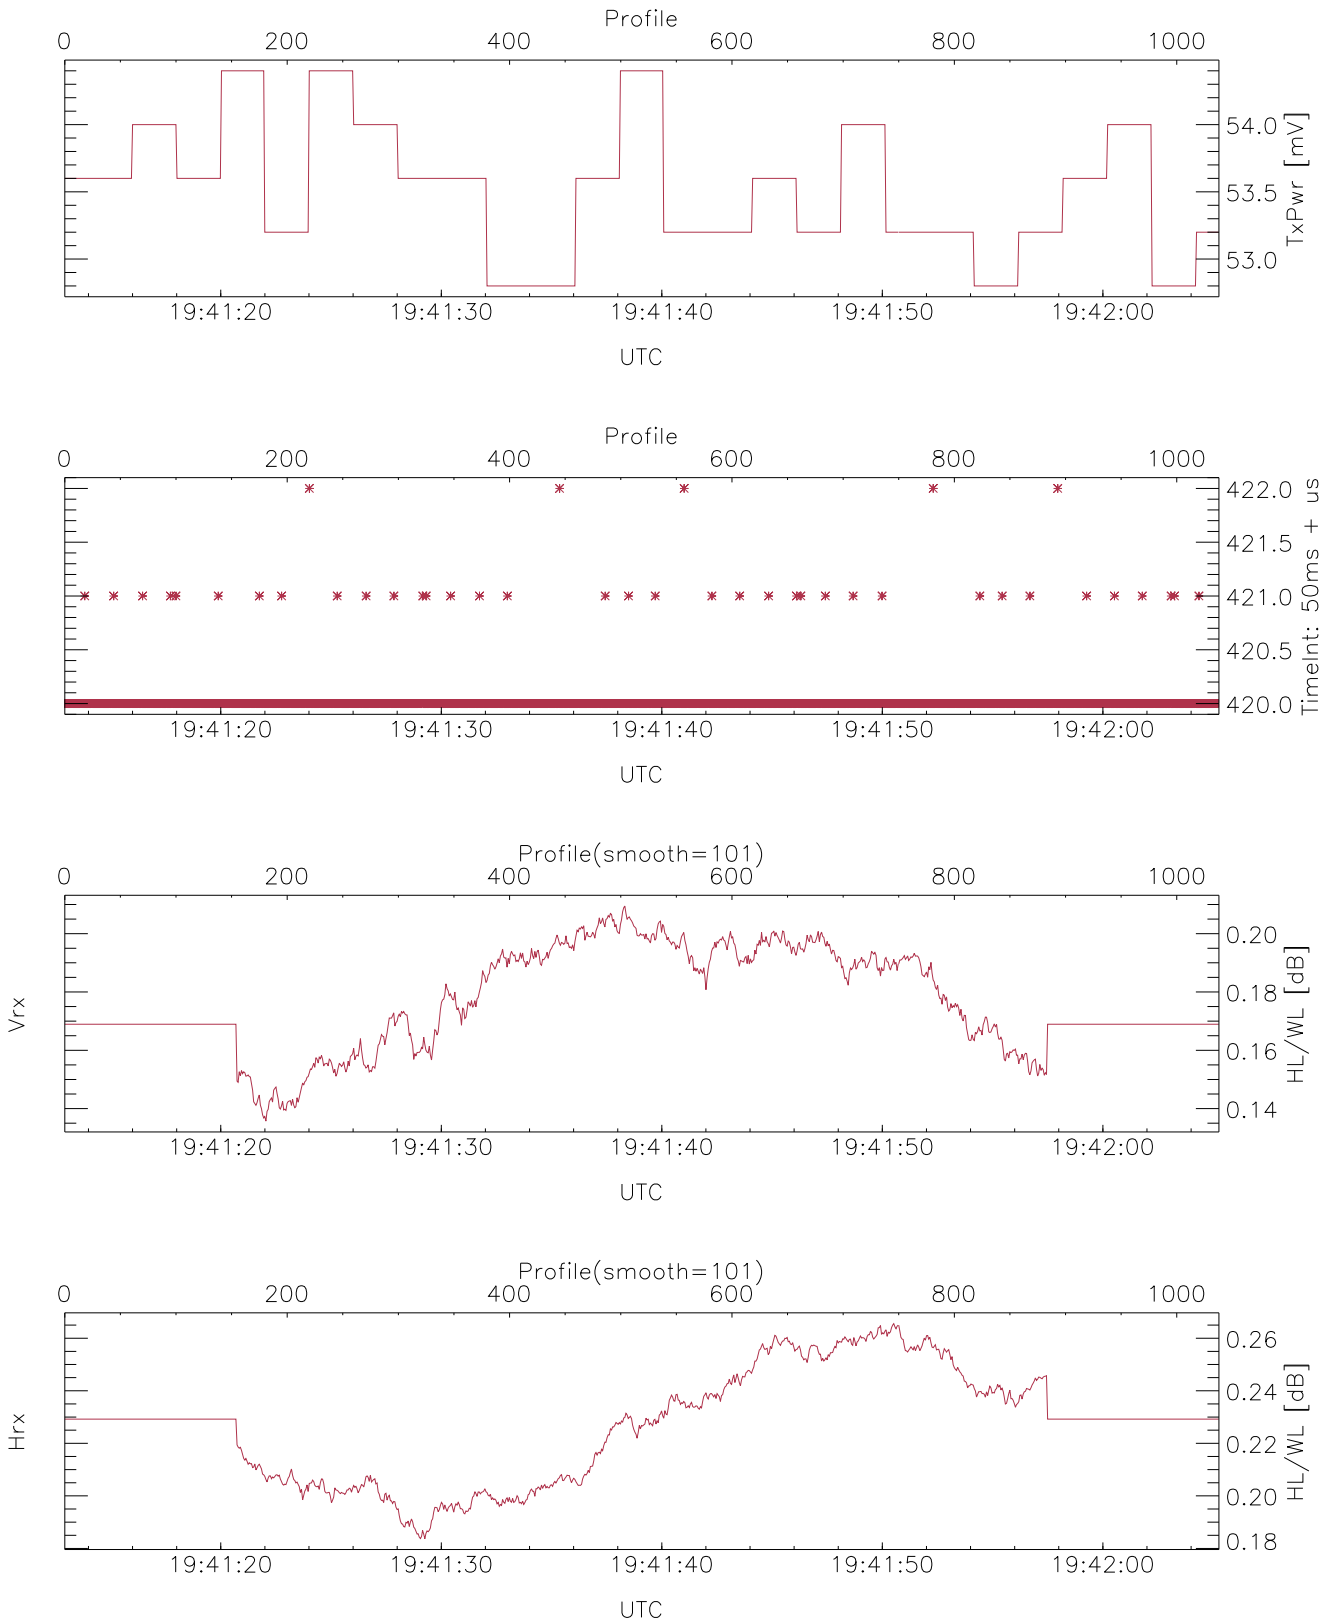 Profile
0 200 400 600 800 1000
54.0
53.5
53.0
TxPwr [mV]
19:41:20 19:41:30 19:41:40 19:41:50 19:42:00
UTC
Profile
0 200 400 600 800 1000
422.0
421.5
421.0
420.5
420.0
TimeInt: 50ms + us
19:41:20 19:41:30 19:41:40 19:41:50 19:42:00
UTC
Profile(smooth=101)
0 200 400 600 800 1000
Vrx
0.20
0.18
0.16
0.14
HL/WL [dB]
19:41:20 19:41:30 19:41:40 19:41:50 19:42:00
UTC
Profile(smooth=101)
0 200 400 600 800 1000
Hrx
0.26
0.24
0.22
0.20
0.18
HL/WL [dB]
19:41:20 19:41:30 19:41:40 19:41:50 19:42:00
UTC